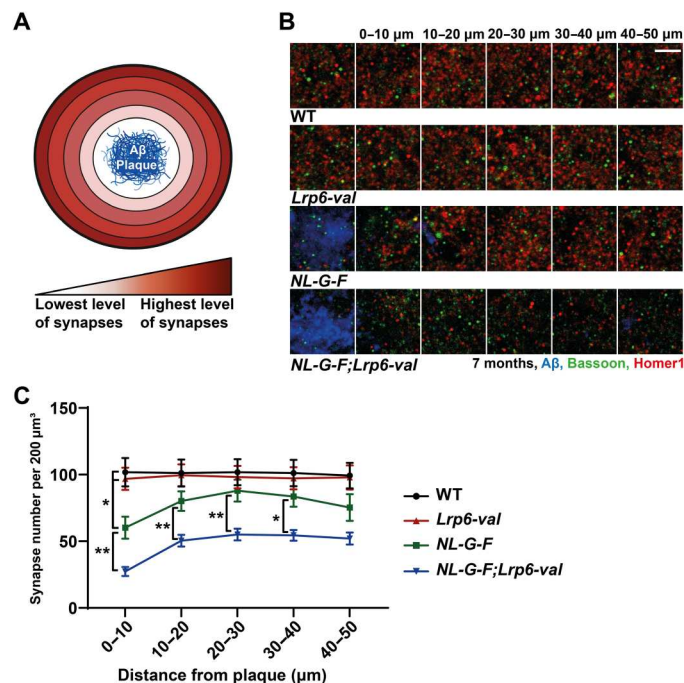 A
Aβ
Plaque
Lowest level
of synapses
Highest level
of synapses
B
0–10 µm 10–20 µm 20–30 µm 30–40 µm 40–50 µm
WT
Lrp6-val
NL-G-F
NL-G-F;Lrp6-val
7 months, Aβ, Bassoon, Homer1
C
Synapse number per 200 µm³
150
100
50
0
*
**
**
**
*
0–10
10–20
20–30
30–40
40–50
Distance from plaque (µm)
WT
Lrp6-val
NL-G-F
NL-G-F;Lrp6-val